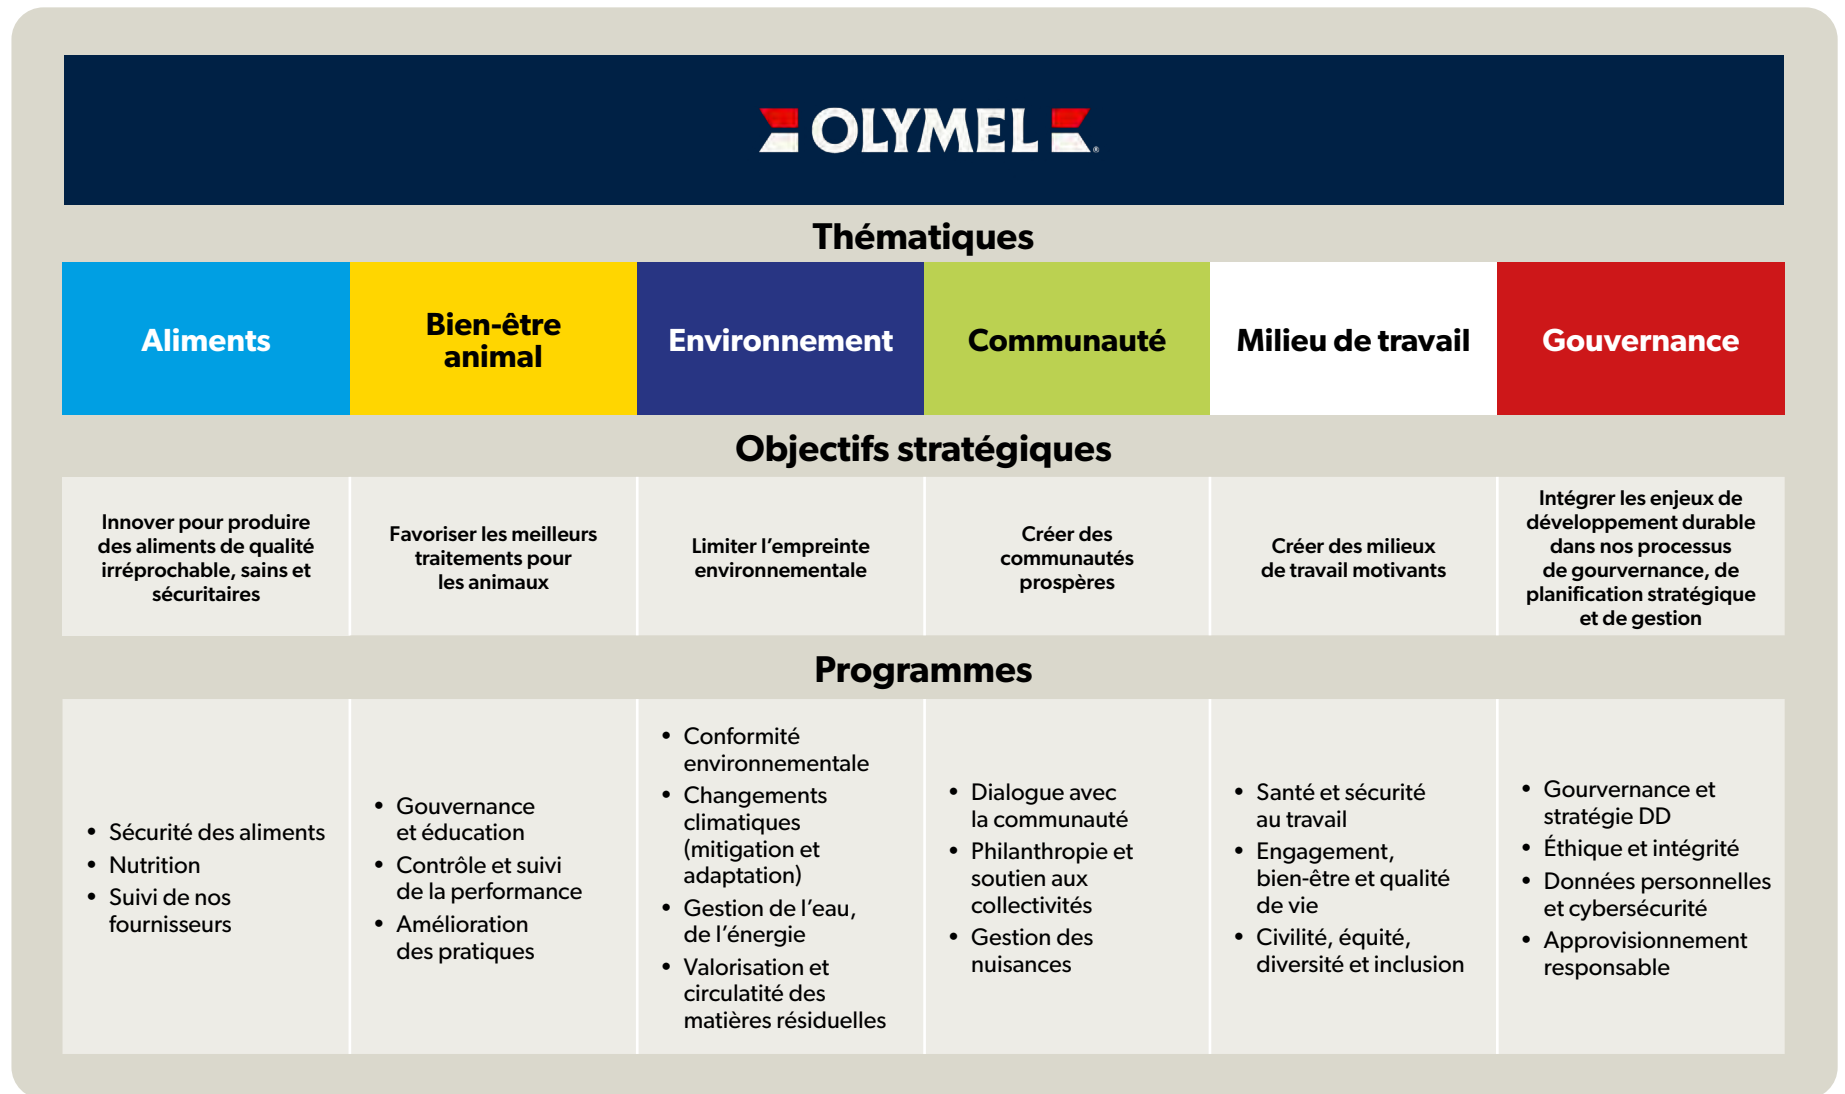 OLYMEL
Thématiques
Aliments
Bien-être
animal
Environnement
Communauté
Milieu de travail
Gouvernance
Objectifs stratégiques
Innover pour produire
des aliments de qualité
irréprochable, sains et
sécuritaires
Favoriser les meilleurs
traitements pour
les animaux
Limiter l'empreinte
environnementale
Créer des
communautés
prospères
Créer des milieux
de travail motivants
Intégrer les enjeux de
développement durable
dans nos processus
de gourvernance, de
planification stratégique
et de gestion
Programmes
• Sécurité des aliments
• Nutrition
• Suivi de nos
fournisseurs
• Gouvernance
et éducation
• Contrôle et suivi
de la performance
• Amélioration
des pratiques
• Conformité
environnementale
• Changements
climatiques
(mitigation et
adaptation)
• Gestion de l'eau,
de l'énergie
• Valorisation et
circulatité des
matières résiduelles
• Dialogue avec
la communauté
• Philanthropie et
soutien aux
collectivités
• Gestion des
nuisances
• Santé et sécurité
au travail
• Engagement,
bien-être et qualité
de vie
• Civilité, équité,
diversité et inclusion
• Gourvernance et
stratégie DD
• Éthique et intégrité
• Données personnelles
et cybersécurité
• Approvisionnement
responsable